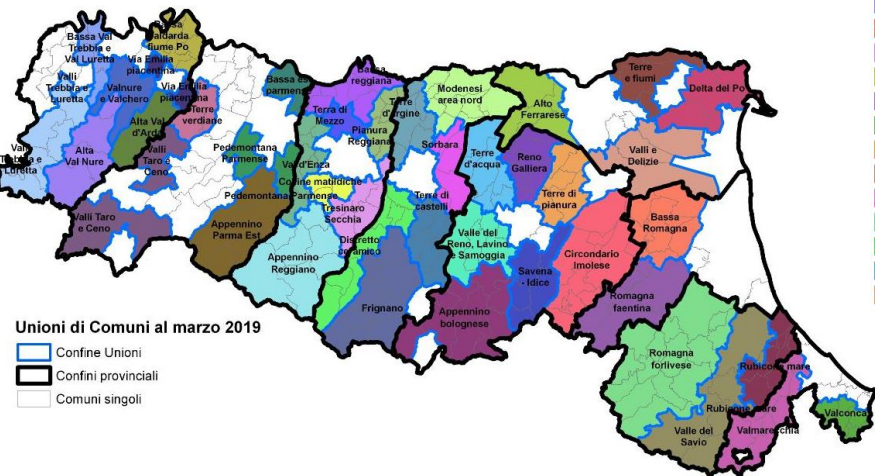 Bassa Val
Trebbia e
Val Luretta
Bassa
Valdarda
fiume Po
Via Emilia
piacentina
Valli
Trebbia e
Luretta
Valnure
e Valchero
Via Emilia
piacentina
Terre
verdiane
Alta Val
d'Arda
Valli
Trebbia e
Luretta
Alta
Val Nure
Valli
Taro e
Ceno
Valli Taro
e Ceno
Bassa est
parmense
Pedemontana
Parmense
Pedemontana
Parmense
Appennino
Parma Est
Bassa
reggiana
Terra di
Mezzo
Pianura
Reggiana
Val d'Enza
Colline matildiche
Tresinaro
Secchia
Appennino
Reggiano
Terre
d'argine
Modenesi
area nord
Sorbara
Terre di
castelli
Distretto
ceramico
Frignano
Alto
Ferrarese
Terre
e fiumi
Delta del Po
Valli e
Delizie
Terre
d'acqua
Reno
Galliera
Terre di
pianura
Valle del
Reno, Lavino
e Samoggia
Savena
- Idice
Appennino
bolognese
Circondario
Imolese
Bassa
Romagna
Romagna
faentina
Romagna
forlivese
Rubicone mare
Rubicone mare
Valle del
Savio
Valmarecchia
Valconca
Unioni di Comuni al marzo 2019
Confine Unioni
Confini provinciali
Comuni singoli